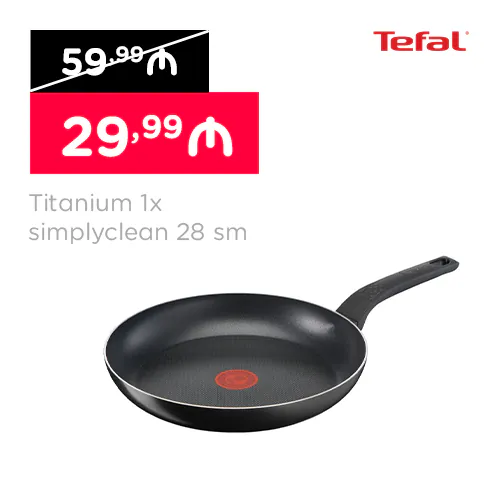 59,99 ₼
Tefal
29,99 ₼
Titanium 1x
simplyclean 28 sm